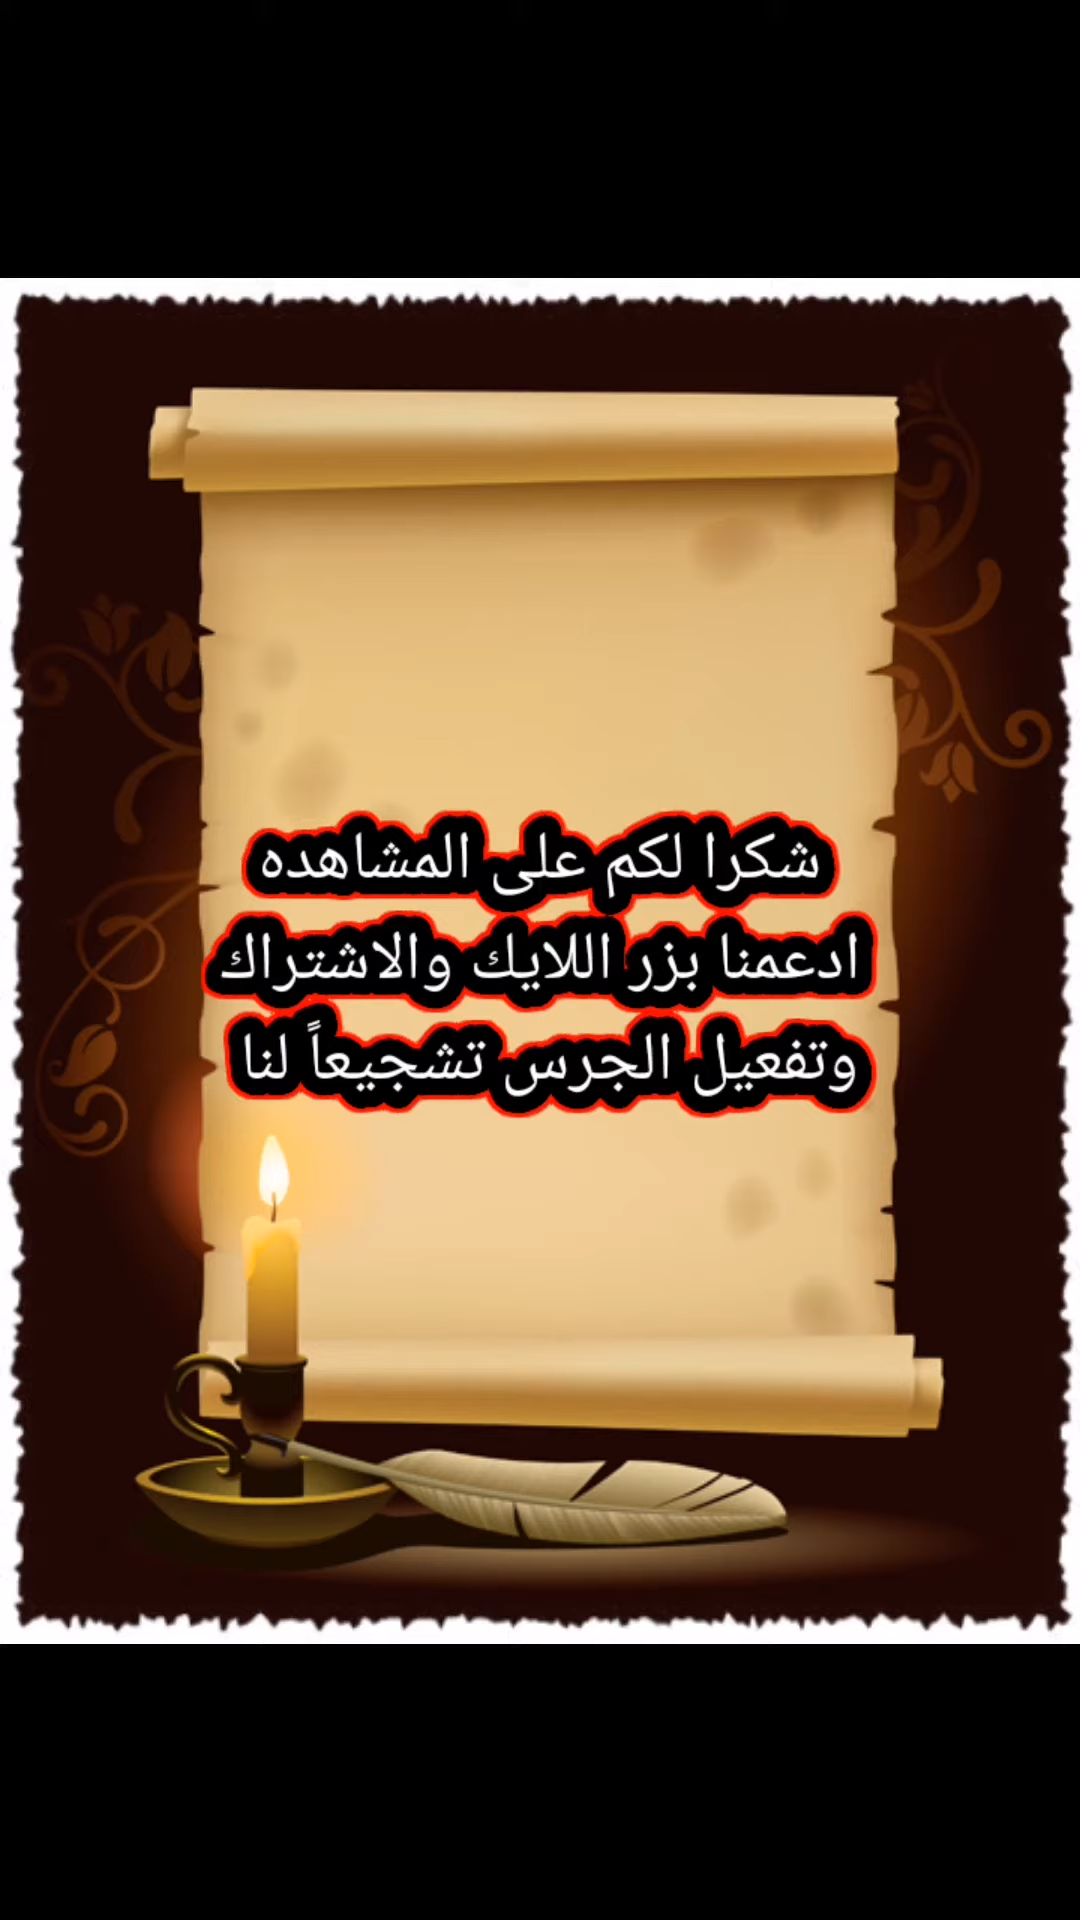 شكرا لكم على المشاهده
ادعمنا بزر اللايك والاشتراك
وتفعيل الجرس تشجيعاً لنا